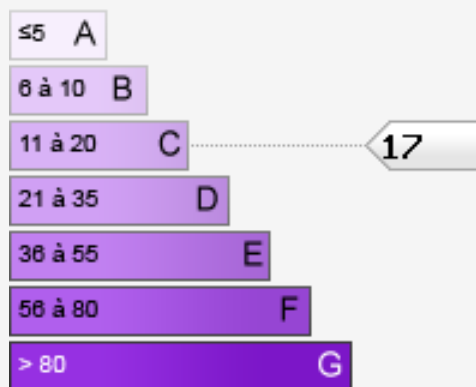 ≤5 A
6 à 10 B
11 à 20 C 17
21 à 35 D
36 à 55 E
56 à 80 F
> 80 G